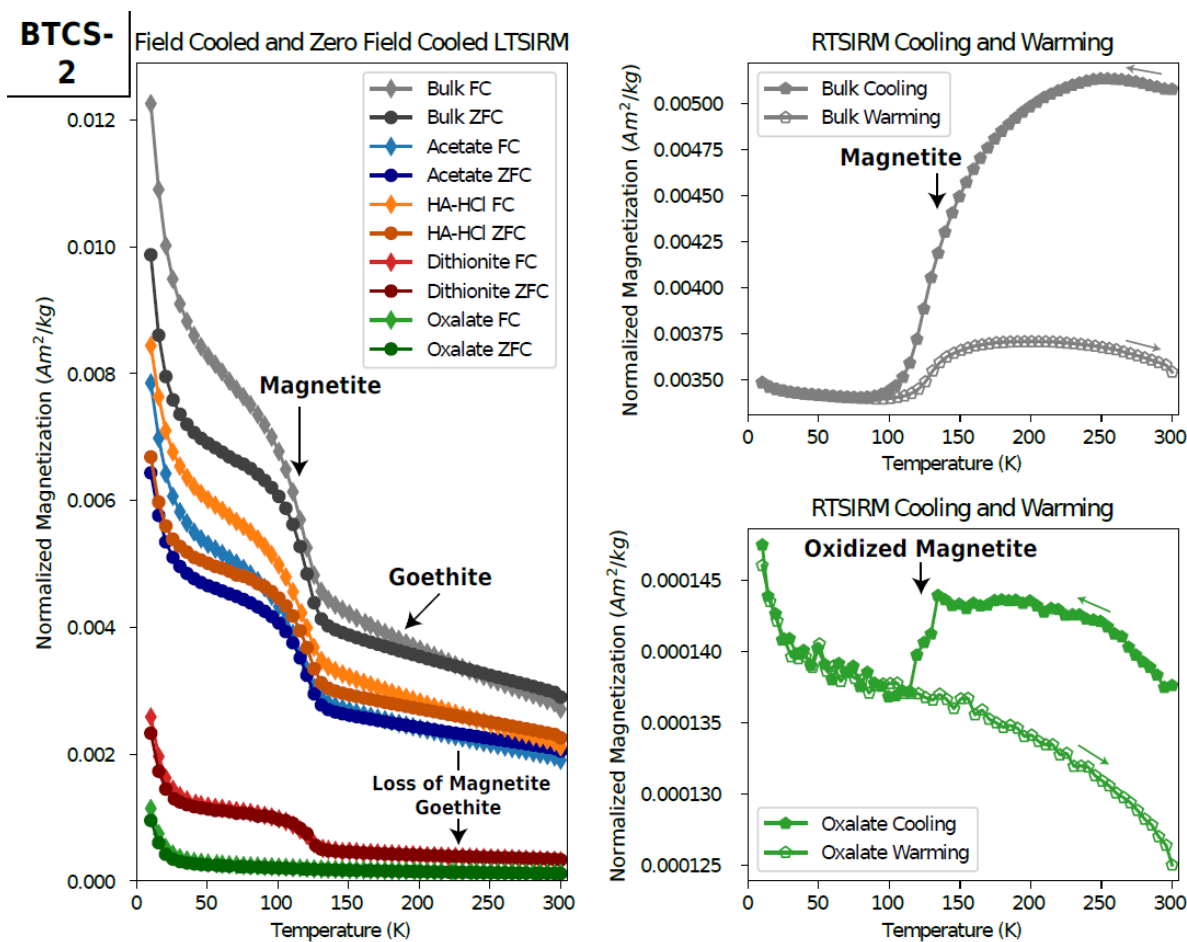 BTCS-
2
Field Cooled and Zero Field Cooled LTSIRM
Normalized Magnetization (Am²/kg)
0.012
0.010
0.008
0.006
0.004
0.002
0.000
Bulk FC
Bulk ZFC
Acetate FC
Acetate ZFC
HA-HCl FC
HA-HCl ZFC
Dithionite FC
Dithionite ZFC
Oxalate FC
Oxalate ZFC
Magnetite
Goethite
Loss of Magnetite
Goethite
0 50 100 150 200 250 300
Temperature (K)
RTSIRM Cooling and Warming
Normalized Magnetization (Am²/kg)
0.00500
0.00475
0.00450
0.00425
0.00400
0.00375
0.00350
Bulk Cooling
Bulk Warming
Magnetite
0 50 100 150 200 250 300
Temperature (K)
RTSIRM Cooling and Warming
Normalized Magnetization (Am²/kg)
0.000145
0.000140
0.000135
0.000130
0.000125
Oxidized Magnetite
Oxalate Cooling
Oxalate Warming
0 50 100 150 200 250 300
Temperature (K)